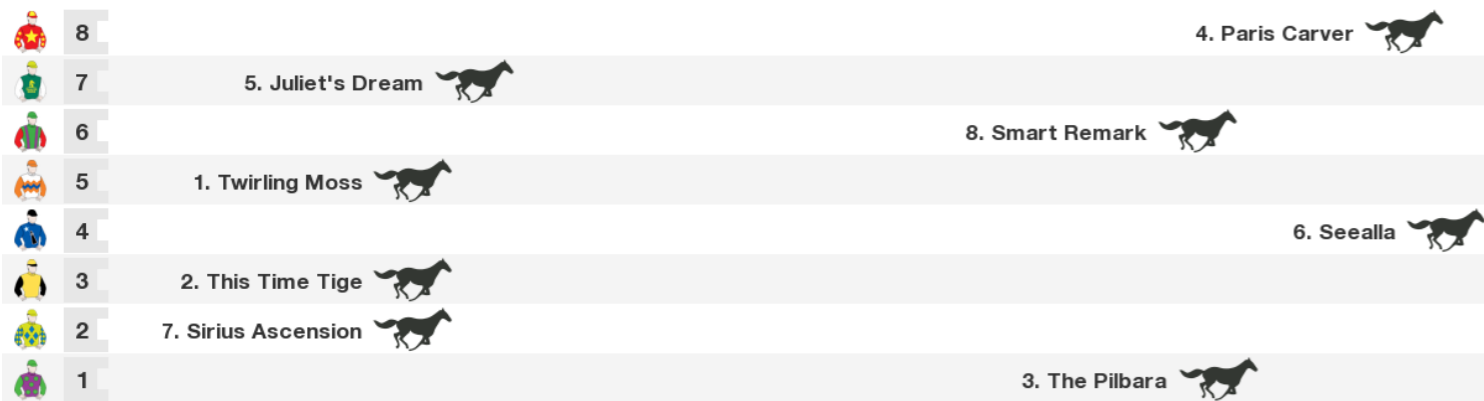 8 4. Paris Carver
7 5. Juliet's Dream
6 8. Smart Remark
5 1. Twirling Moss
4 6. Seealla
3 2. This Time Tige
2 7. Sirius Ascension
1 3. The Pilbara